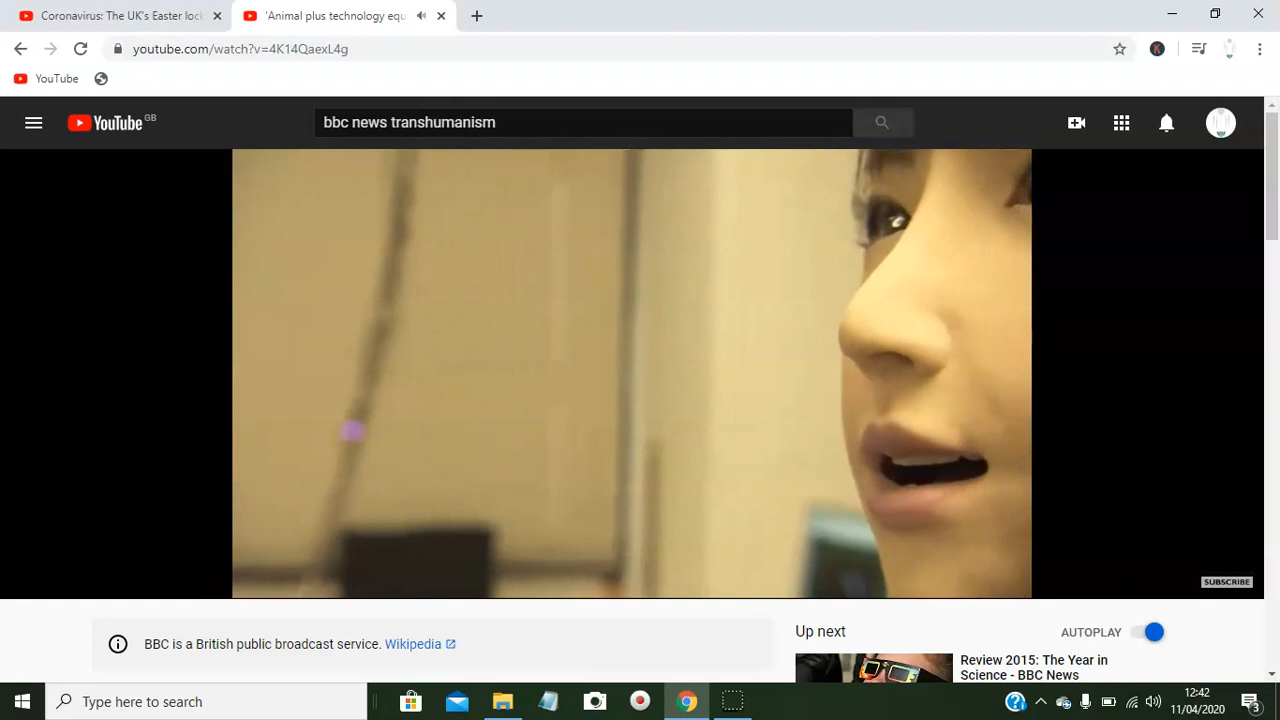 Coronavirus: The UK's Easter lock
'Animal plus technology equ
youtube.com/watch?v=4K14QaexL4g
K
YouTube
YouTube GB
bbc news transhumanism
SUBSCRIBE
BBC is a British public broadcast service. Wikipedia
Up next
AUTOPLAY
Review 2015: The Year in
Science - BBC News
Type here to search
12:42
11/04/2020
3